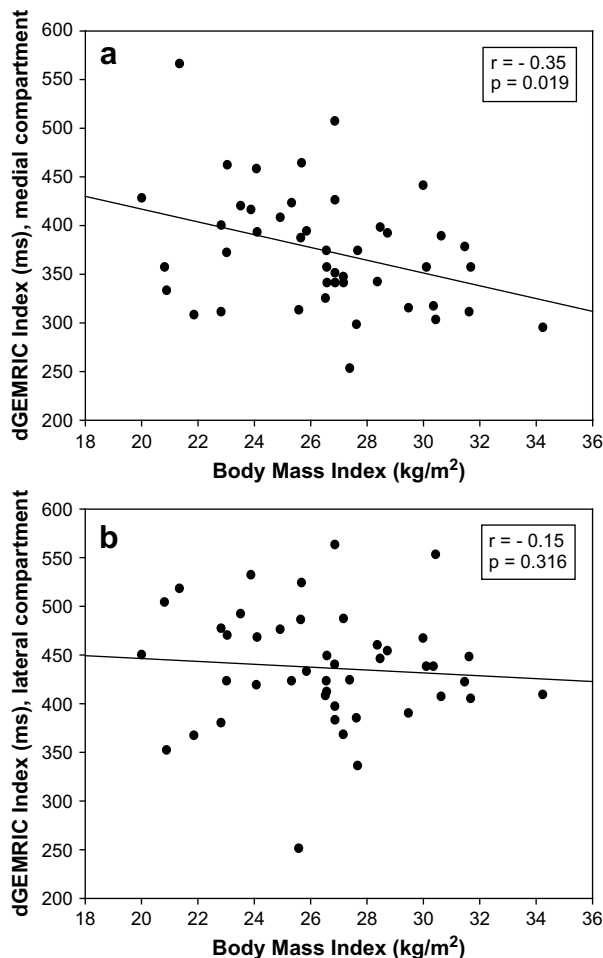 a
r = - 0.35
p = 0.019
dGEMRIC Index (ms), medial compartment
600
550
500
450
400
350
300
250
200
18 20 22 24 26 28 30 32 34 36
Body Mass Index (kg/m²)
b
r = - 0.15
p = 0.316
dGEMRIC Index (ms), lateral compartment
600
550
500
450
400
350
300
250
200
18 20 22 24 26 28 30 32 34 36
Body Mass Index (kg/m²)